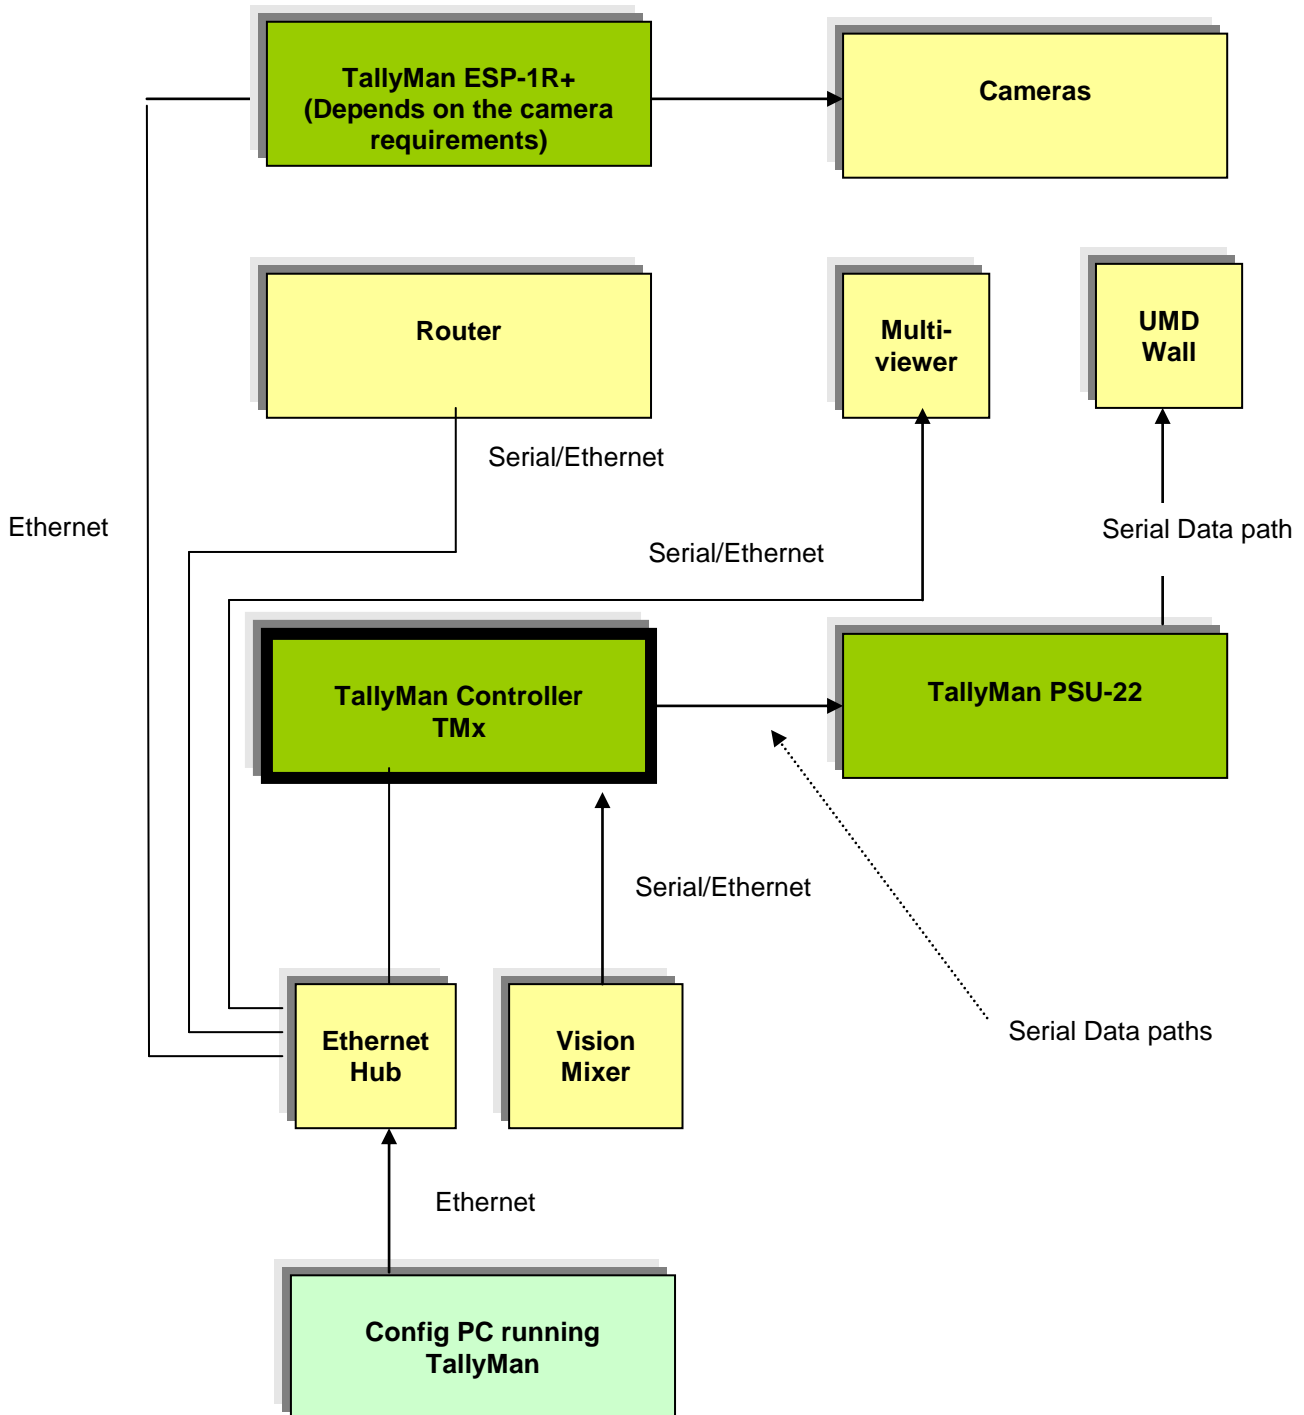 TallyMan ESP-1R+
(Depends on the camera
requirements)
Cameras
Router
Multi-
viewer
UMD
Wall
Serial/Ethernet
Ethernet
Serial/Ethernet
Serial Data path
TallyMan Controller
TMx
TallyMan PSU-22
Serial/Ethernet
Ethernet
Hub
Vision
Mixer
Serial Data paths
Ethernet
Config PC running
TallyMan